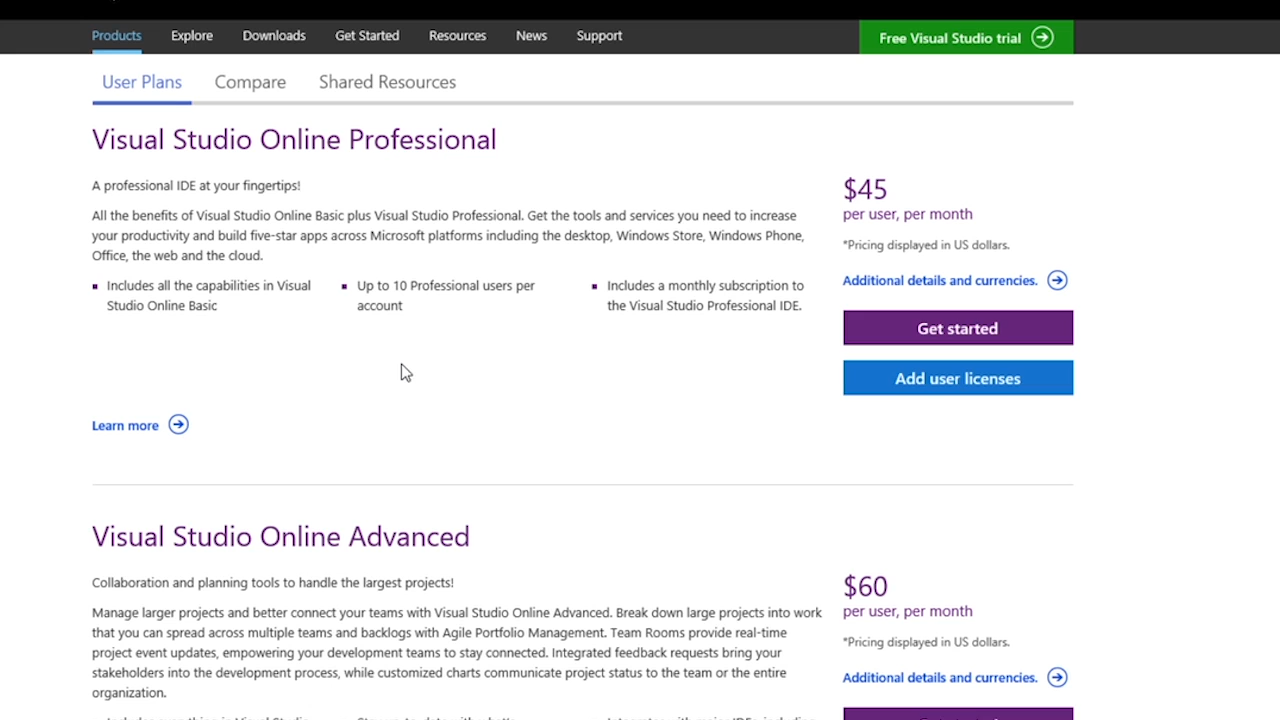 Products Explore Downloads Get Started Resources News Support Free Visual Studio trial
User Plans Compare Shared Resources
Visual Studio Online Professional
A professional IDE at your fingertips!
All the benefits of Visual Studio Online Basic plus Visual Studio Professional. Get the tools and services you need to increase
your productivity and build five-star apps across Microsoft platforms including the desktop, Windows Store, Windows Phone,
Office, the web and the cloud.
Includes all the capabilities in Visual
Studio Online Basic
Up to 10 Professional users per
account
Includes a monthly subscription to
the Visual Studio Professional IDE.
Learn more
$45
per user, per month
*Pricing displayed in US dollars.
Additional details and currencies.
Get started
Add user licenses
Visual Studio Online Advanced
Collaboration and planning tools to handle the largest projects!
Manage larger projects and better connect your teams with Visual Studio Online Advanced. Break down large projects into work
that you can spread across multiple teams and backlogs with Agile Portfolio Management. Team Rooms provide real-time
project event updates, empowering your development teams to stay connected. Integrated feedback requests bring your
stakeholders into the development process, while customized charts communicate project status to the team or the entire
organization.
$60
per user, per month
*Pricing displayed in US dollars.
Additional details and currencies.